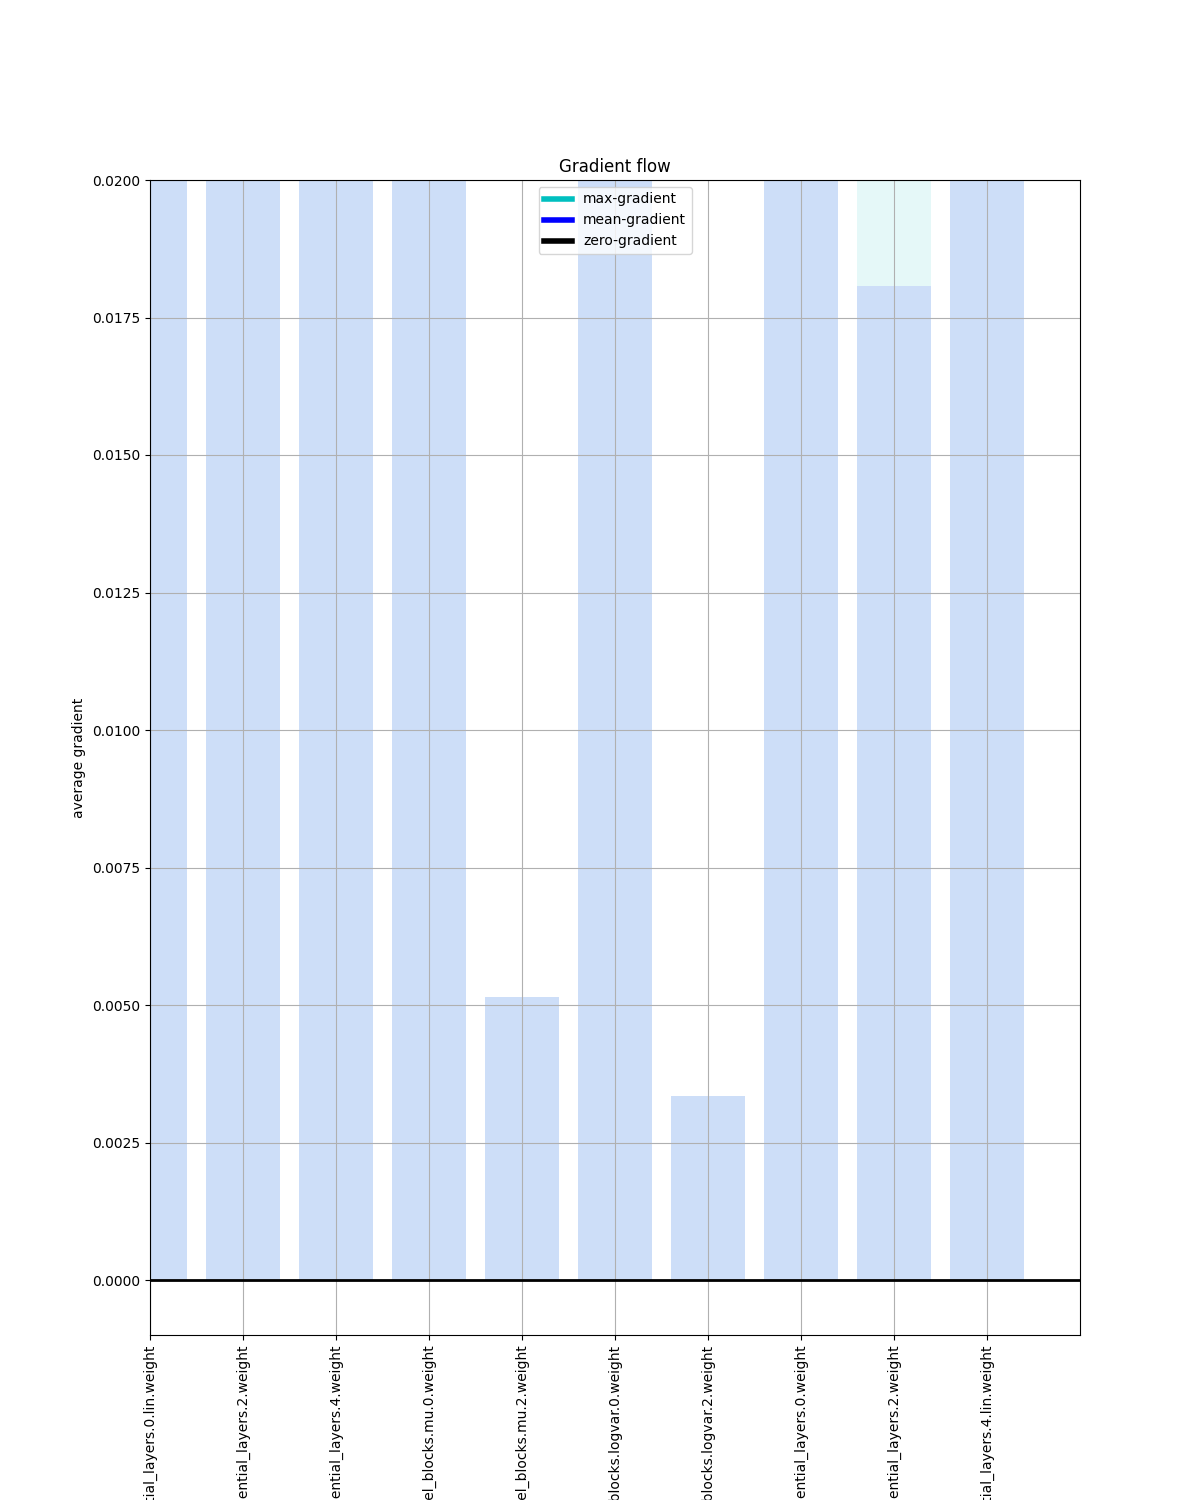 Gradient flow
max-gradient
mean-gradient
zero-gradient
0.0200
0.0175
0.0150
0.0125
0.0100
0.0075
0.0050
0.0025
0.0000
average gradient
tial_layers.0.lin.weight
ential_layers.2.weight
ential_layers.4.weight
el_blocks.mu.0.weight
el_blocks.mu.2.weight
blocks.logvar.0.weight
blocks.logvar.2.weight
ential_layers.0.weight
ential_layers.2.weight
tial_layers.4.lin.weight